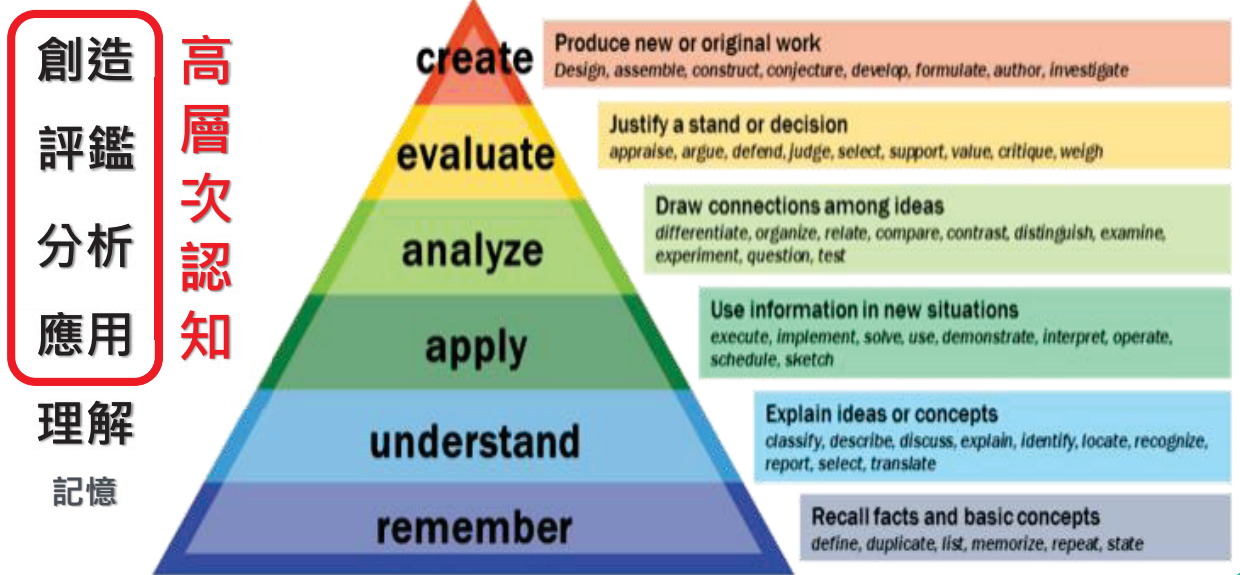 創造
評鑑
分析
應用
理解
記憶
高層次認知
create
Produce new or original work
Design, assemble, construct, conjecture, develop, formulate, author, investigate
evaluate
Justify a stand or decision
appraise, argue, defend, judge, select, support, value, critique, weigh
analyze
Draw connections among ideas
differentiate, organize, relate, compare, contrast, distinguish, examine,
experiment, question, test
apply
Use information in new situations
execute, implement, solve, use, demonstrate, interpret, operate,
schedule, sketch
understand
Explain ideas or concepts
classify, describe, discuss, explain, identify, locate, recognize,
report, select, translate
remember
Recall facts and basic concepts
define, duplicate, list, memorize, repeat, state